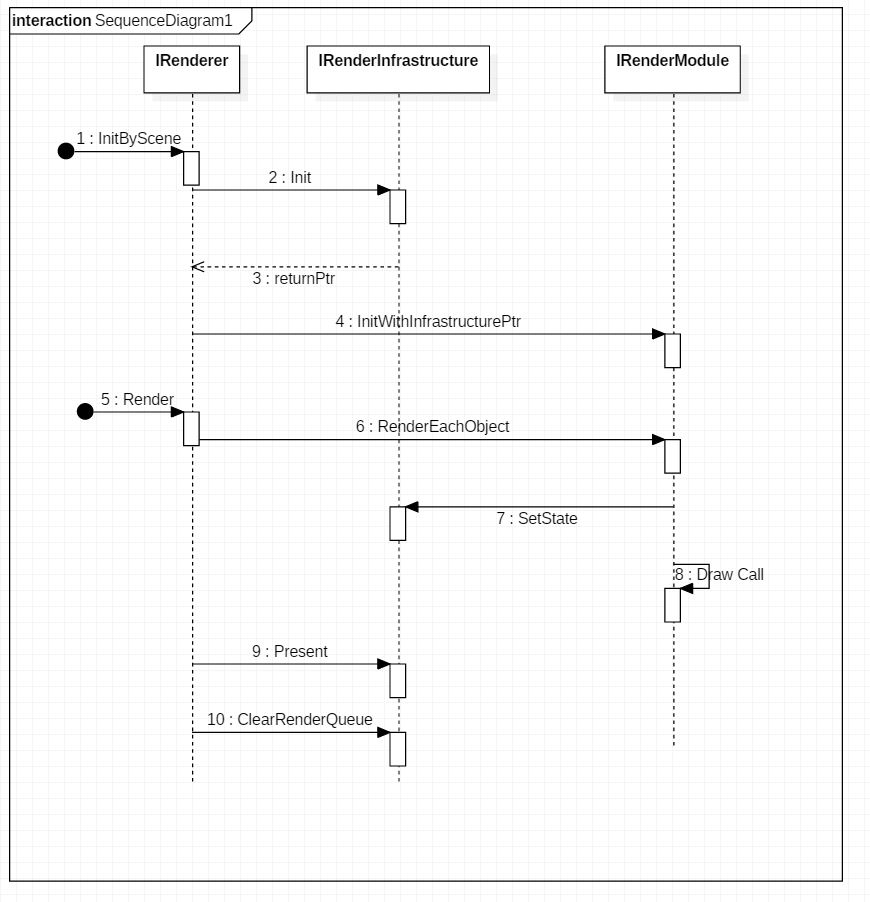 interaction SequenceDiagram1
IRenderer
IRenderInfrastructure
IRenderModule
1 : InitByScene
2 : Init
3 : returnPtr
4 : InitWithInfrastructurePtr
5 : Render
6 : RenderEachObject
7 : SetState
8 : Draw Call
9 : Present
10 : ClearRenderQueue